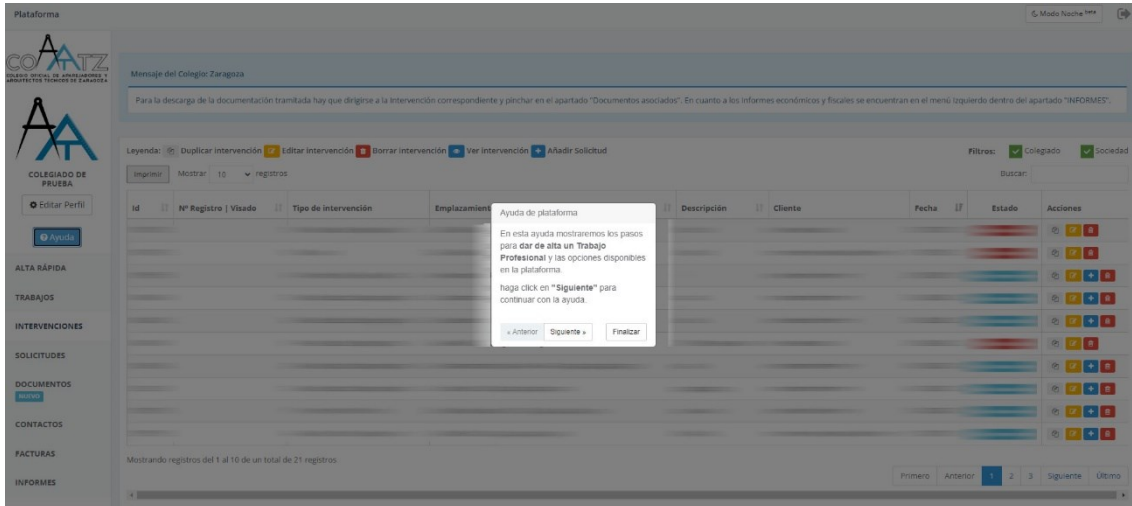 Plataforma
Modo Noche beta
COAATZ
COLEGIO OFICIAL DE APAREJADORES Y
ARQUITECTOS TÉCNICOS DE ZARAGOZA
COLEGIADO DE
PRUEBA
Editar Perfil
Ayuda
ALTA RÁPIDA
TRABAJOS
INTERVENCIONES
SOLICITUDES
DOCUMENTOS
NUEVO
CONTACTOS
FACTURAS
INFORMES
Mensaje del Colegio: Zaragoza
Para la descarga de la documentación tramitada hay que dirigirse a la Intervención correspondiente y pinchar en el apartado "Documentos asociados". En cuanto a los informes económicos y fiscales se encuentran en el menú izquierdo dentro del apartado "INFORMES".
Leyenda: Duplicar intervención Editar intervención Borrar intervención Ver intervención Añadir Solicitud
Filtros: Colegiado Sociedad
Imprimir Mostrar 10 registros
Buscar:
Id Nº Registro | Visado Tipo de intervención Emplazamient Descripción Cliente Fecha Estado Acciones
Ayuda de plataforma
En esta ayuda mostraremos los pasos
para dar de alta un Trabajo
Profesional y las opciones disponibles
en la plataforma.
haga click en "Siguiente" para
continuar con la ayuda.
« Anterior Siguiente » Finalizar
Mostrando registros del 1 al 10 de un total de 21 registros
Primero Anterior 1 2 3 Siguiente Último